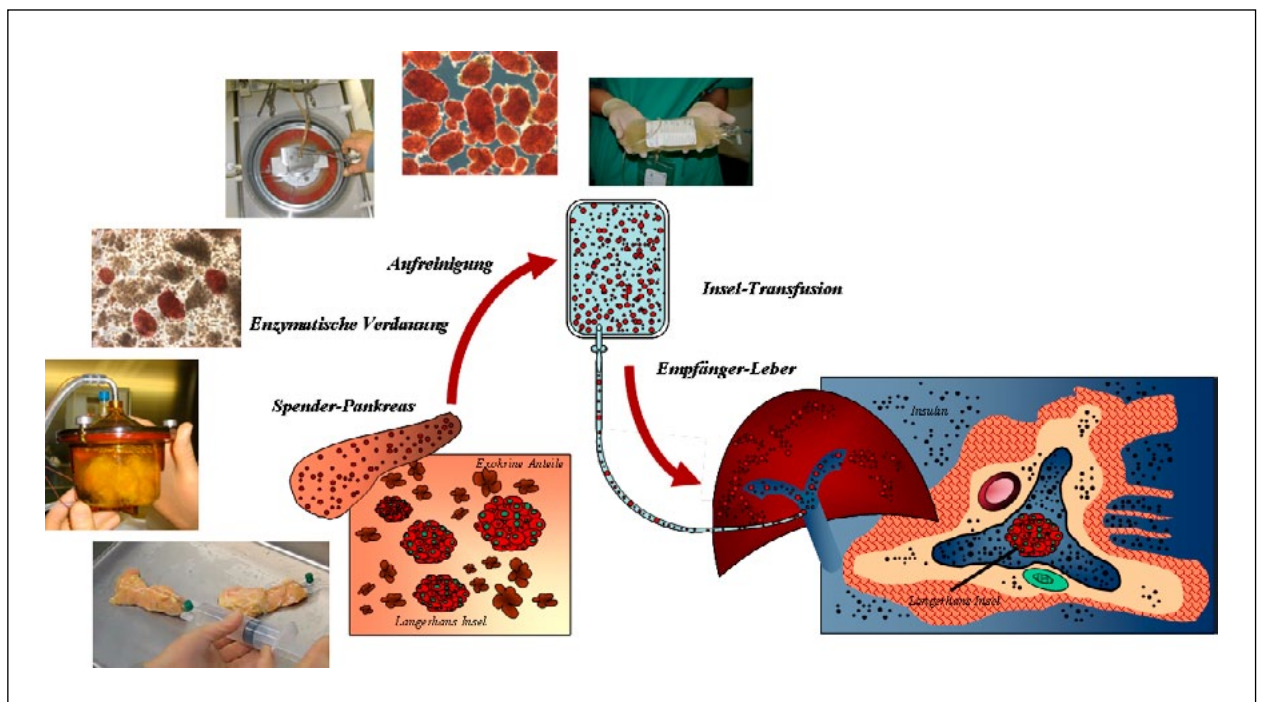 Aufreinigung
Insel-Transfusion
Enzymatische Verdauung
Empfänger-Leber
Spender-Pankreas
Insulin
Exokrine Anteile
Langerhans Insel
Langerhans Insel